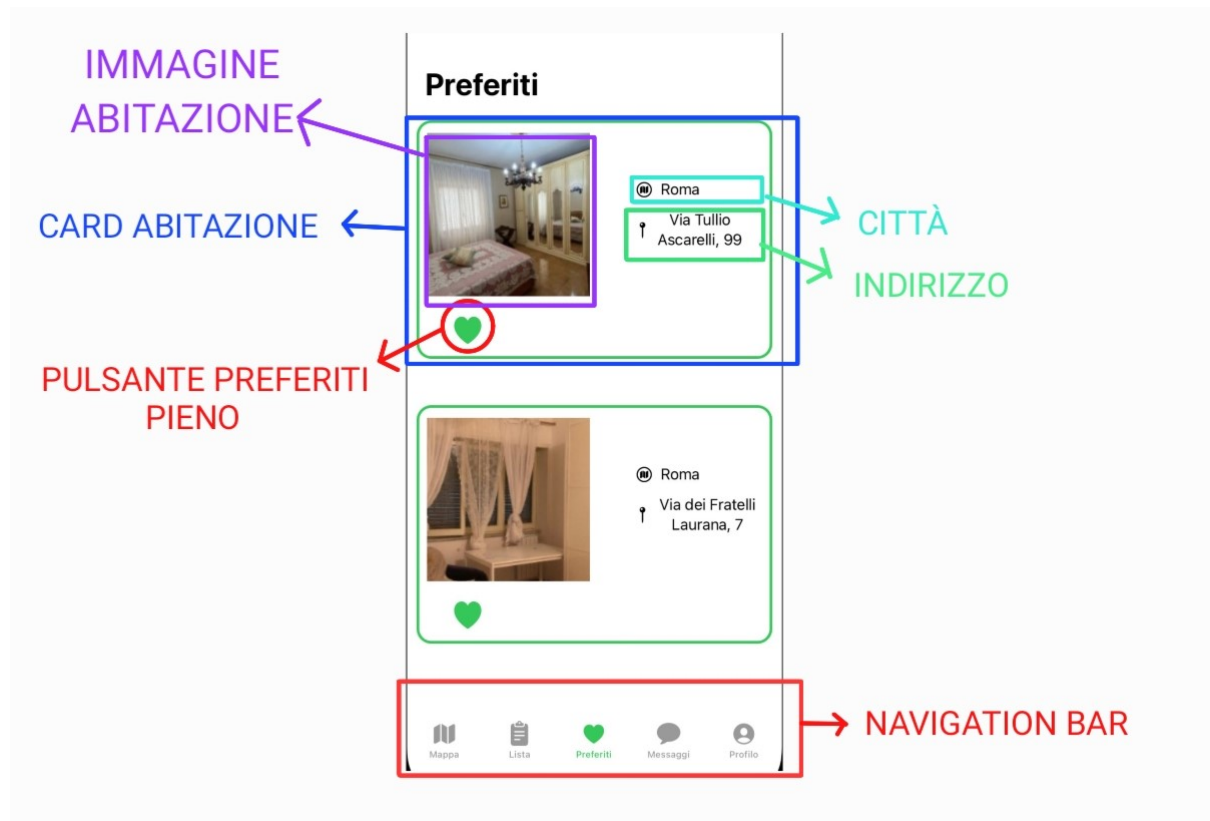 IMMAGINE
ABITAZIONE
Preferiti
CARD ABITAZIONE
Roma
Via Tullio
Ascarelli, 99
CITTÀ
INDIRIZZO
PULSANTE PREFERITI
PIENO
Roma
Via dei Fratelli
Laurana, 7
Mappa
Lista
Preferiti
Messaggi
Profilo
NAVIGATION BAR